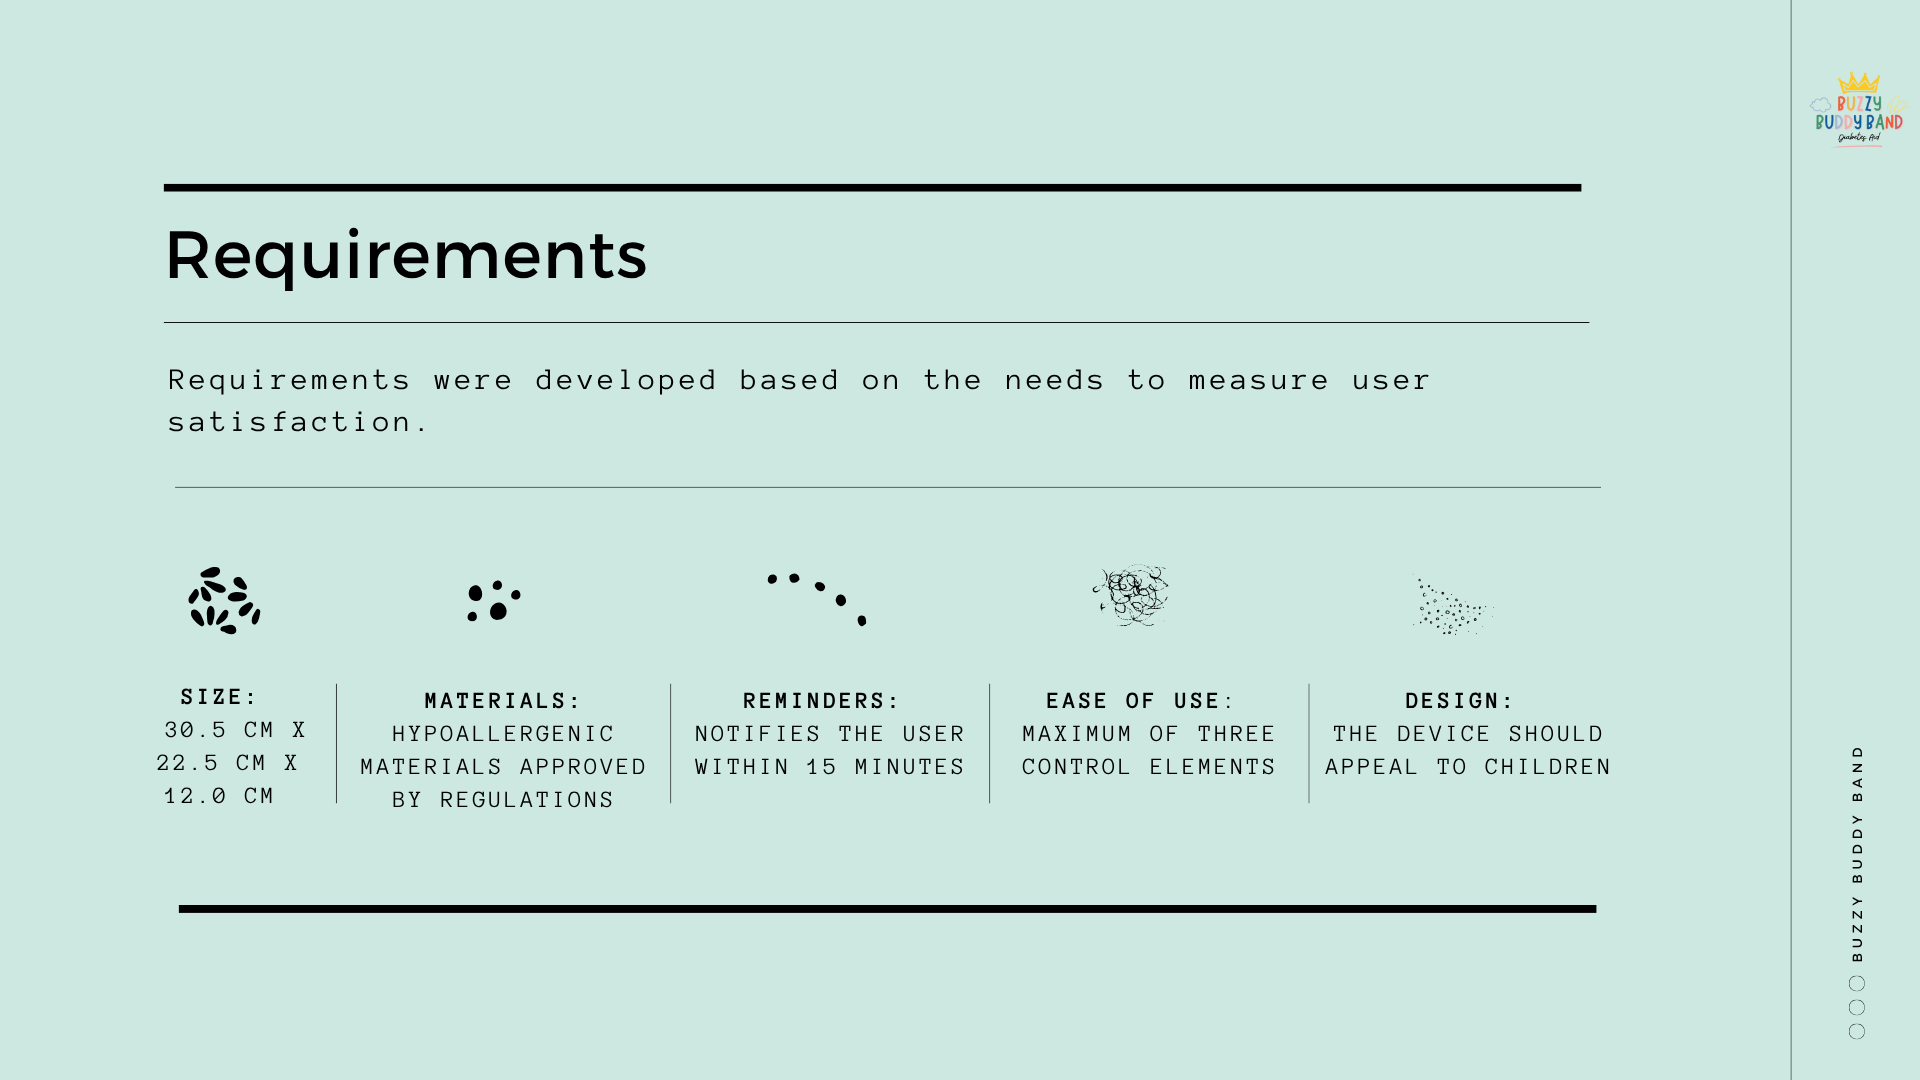 BUZZY
BUDDY BAND
Diabetes Aid
Requirements
Requirements were developed based on the needs to measure user
satisfaction.
SIZE:
30.5 CM X
22.5 CM X
12.0 CM
MATERIALS:
HYPOALLERGENIC
MATERIALS APPROVED
BY REGULATIONS
REMINDERS:
NOTIFIES THE USER
WITHIN 15 MINUTES
EASE OF USE:
MAXIMUM OF THREE
CONTROL ELEMENTS
DESIGN:
THE DEVICE SHOULD
APPEAL TO CHILDREN
BUZZY BUDDY BAND